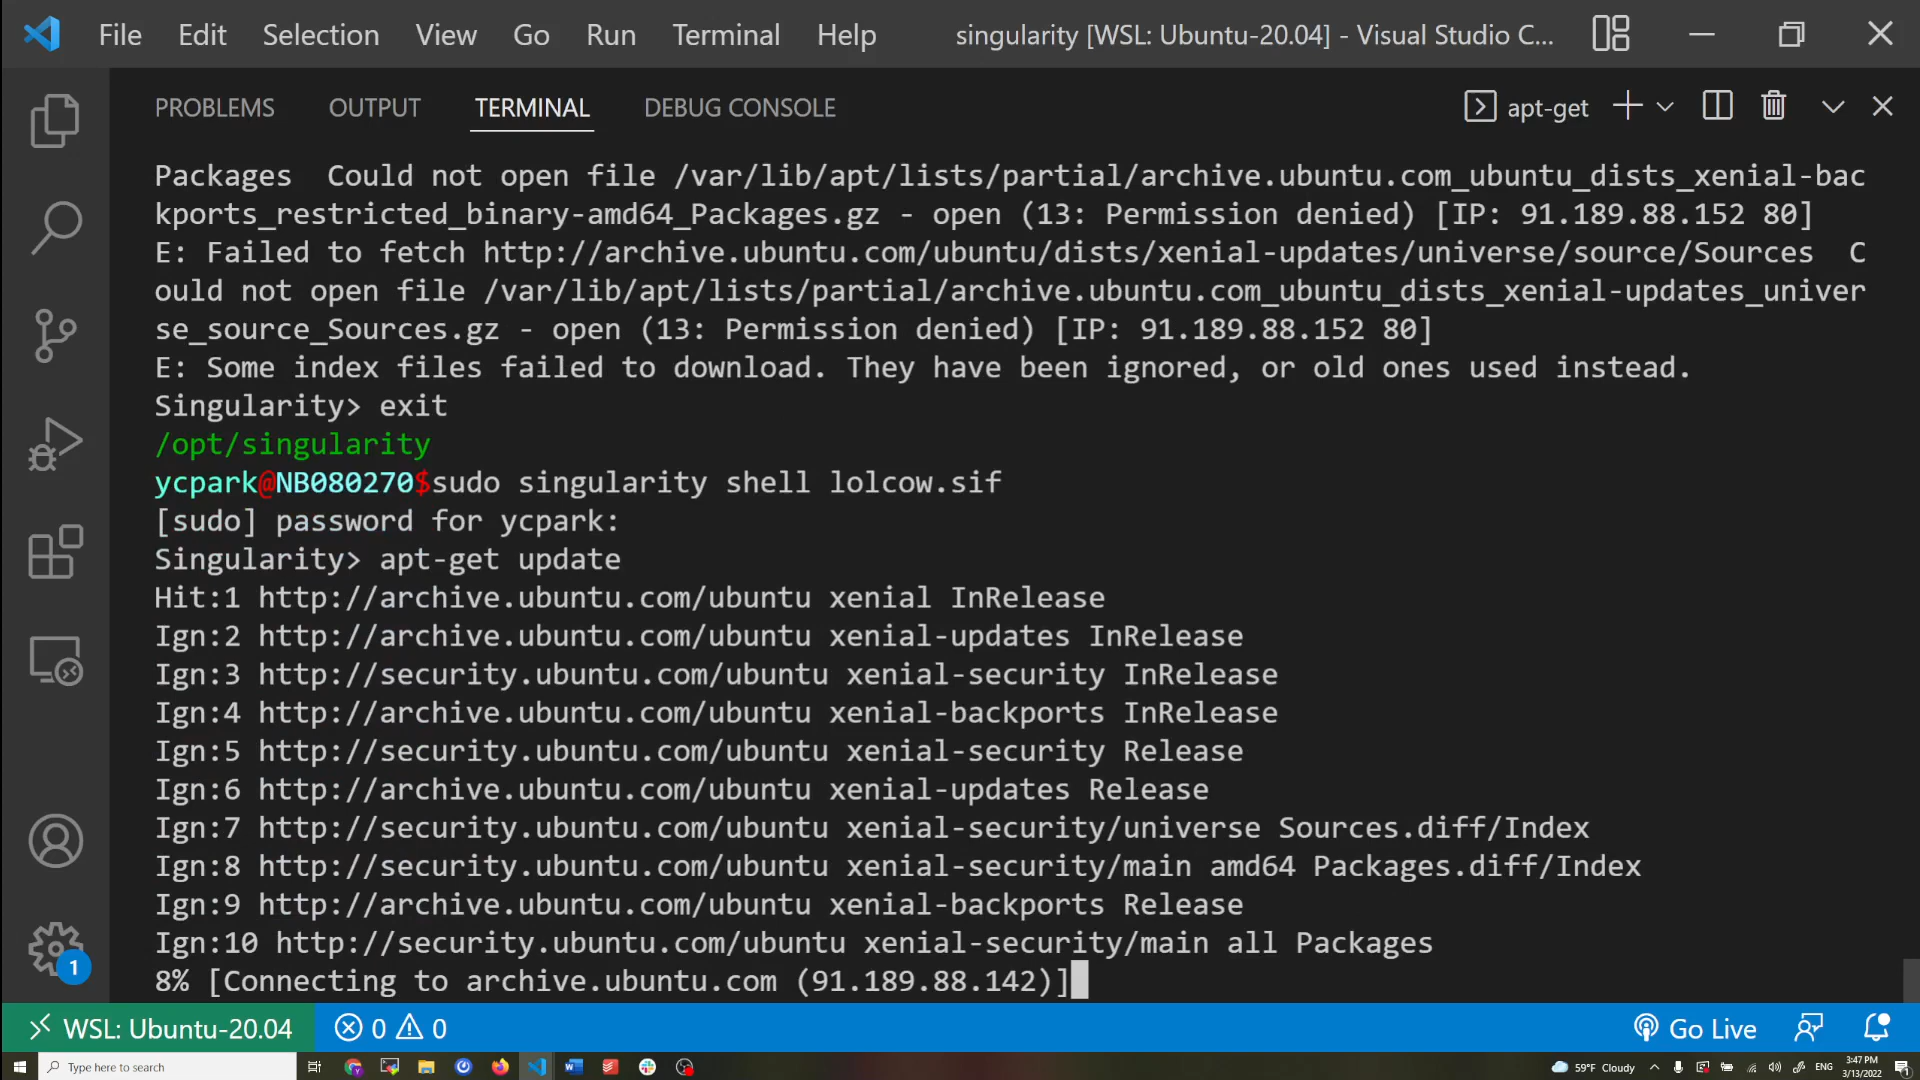 File Edit Selection View Go Run Terminal Help singularity [WSL: Ubuntu-20.04] - Visual Studio C...
PROBLEMS OUTPUT TERMINAL DEBUG CONSOLE apt-get
Packages  Could not open file /var/lib/apt/lists/partial/archive.ubuntu.com_ubuntu_dists_xenial-bac
kports_restricted_binary-amd64_Packages.gz - open (13: Permission denied) [IP: 91.189.88.152 80]
E: Failed to fetch http://archive.ubuntu.com/ubuntu/dists/xenial-updates/universe/source/Sources  C
ould not open file /var/lib/apt/lists/partial/archive.ubuntu.com_ubuntu_dists_xenial-updates_univer
se_source_Sources.gz - open (13: Permission denied) [IP: 91.189.88.152 80]
E: Some index files failed to download. They have been ignored, or old ones used instead.
Singularity> exit
/opt/singularity
ycpark@NB080270$sudo singularity shell lolcow.sif
[sudo] password for ycpark:
Singularity> apt-get update
Hit:1 http://archive.ubuntu.com/ubuntu xenial InRelease
Ign:2 http://archive.ubuntu.com/ubuntu xenial-updates InRelease
Ign:3 http://security.ubuntu.com/ubuntu xenial-security InRelease
Ign:4 http://archive.ubuntu.com/ubuntu xenial-backports InRelease
Ign:5 http://security.ubuntu.com/ubuntu xenial-security Release
Ign:6 http://archive.ubuntu.com/ubuntu xenial-updates Release
Ign:7 http://security.ubuntu.com/ubuntu xenial-security/universe Sources.diff/Index
Ign:8 http://security.ubuntu.com/ubuntu xenial-security/main amd64 Packages.diff/Index
Ign:9 http://archive.ubuntu.com/ubuntu xenial-backports Release
Ign:10 http://security.ubuntu.com/ubuntu xenial-security/main all Packages
8% [Connecting to archive.ubuntu.com (91.189.88.142)]
1
WSL: Ubuntu-20.04 0 0 Go Live
Type here to search 59°F Cloudy ENG 3:47 PM
3/13/2022 1